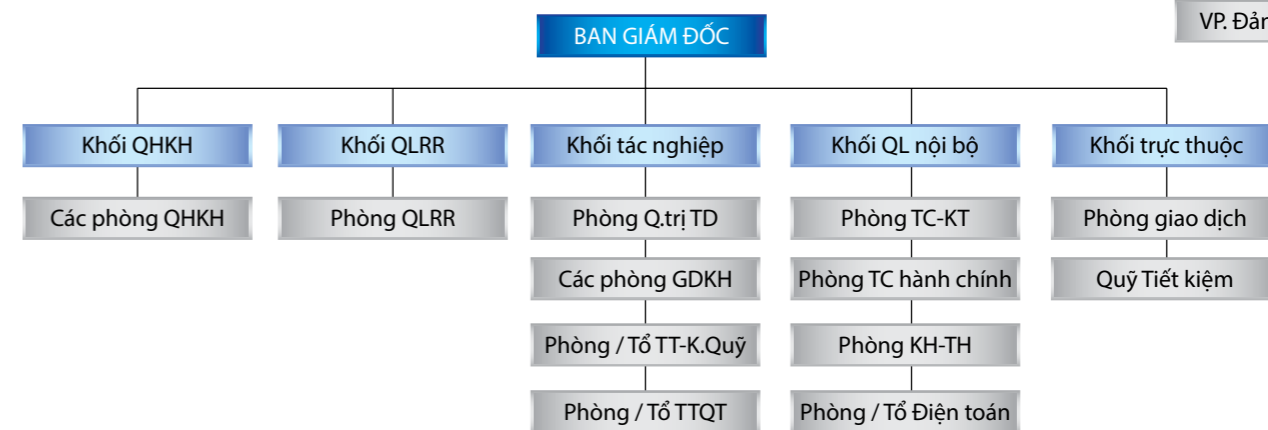 VP.
BAN GIÁM ĐỐC
Khối QHKH
Khối QLRR
Khối tác nghiệp
Khối QL nội bộ
Khối trực thuộc
Các phòng QHKH
Phòng QLRR
Phòng Q.trị TD
Phòng TC-KT
Phòng giao dịch
Các phòng GDKH
Phòng TC hành chính
Quỹ Tiết kiệm
Phòng / Tổ TT-K.Quỹ
Phòng KH-TH
Phòng / Tổ TTQT
Phòng / Tổ Điện toán